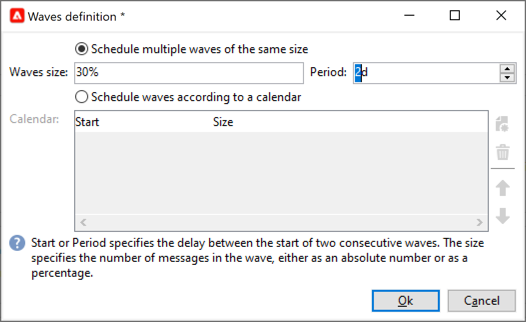 Waves definition *
Schedule multiple waves of the same size
Waves size: 30% Period: 2d
Schedule waves according to a calendar
Calendar: Start Size
? Start or Period specifies the delay between the start of two consecutive waves. The size
specifies the number of messages in the wave, either as an absolute number or as a
percentage.
Ok Cancel